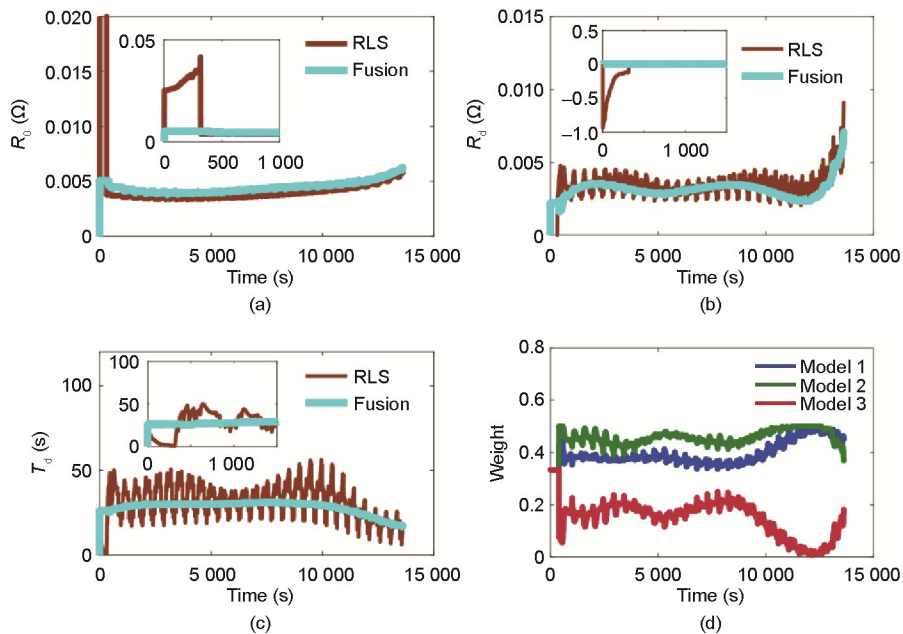 0.020
0.015
0.010
0.005
0
R0 (Ω)
0.05
0
0 500 1 000
RLS
Fusion
0 5 000 10 000 15 000
Time (s)
(a)
0.015
0.010
0.005
0
Rd (Ω)
0.5
0
−0.5
−1.0
0 1 000
RLS
Fusion
0 5 000 10 000 15 000
Time (s)
(b)
100
50
0
Td (s)
100
50
0
0 1 000
RLS
Fusion
0 5 000 10 000 15 000
Time (s)
(c)
0.8
0.6
0.4
0.2
0
Weight
Model 1
Model 2
Model 3
0 5 000 10 000 15 000
Time (s)
(d)